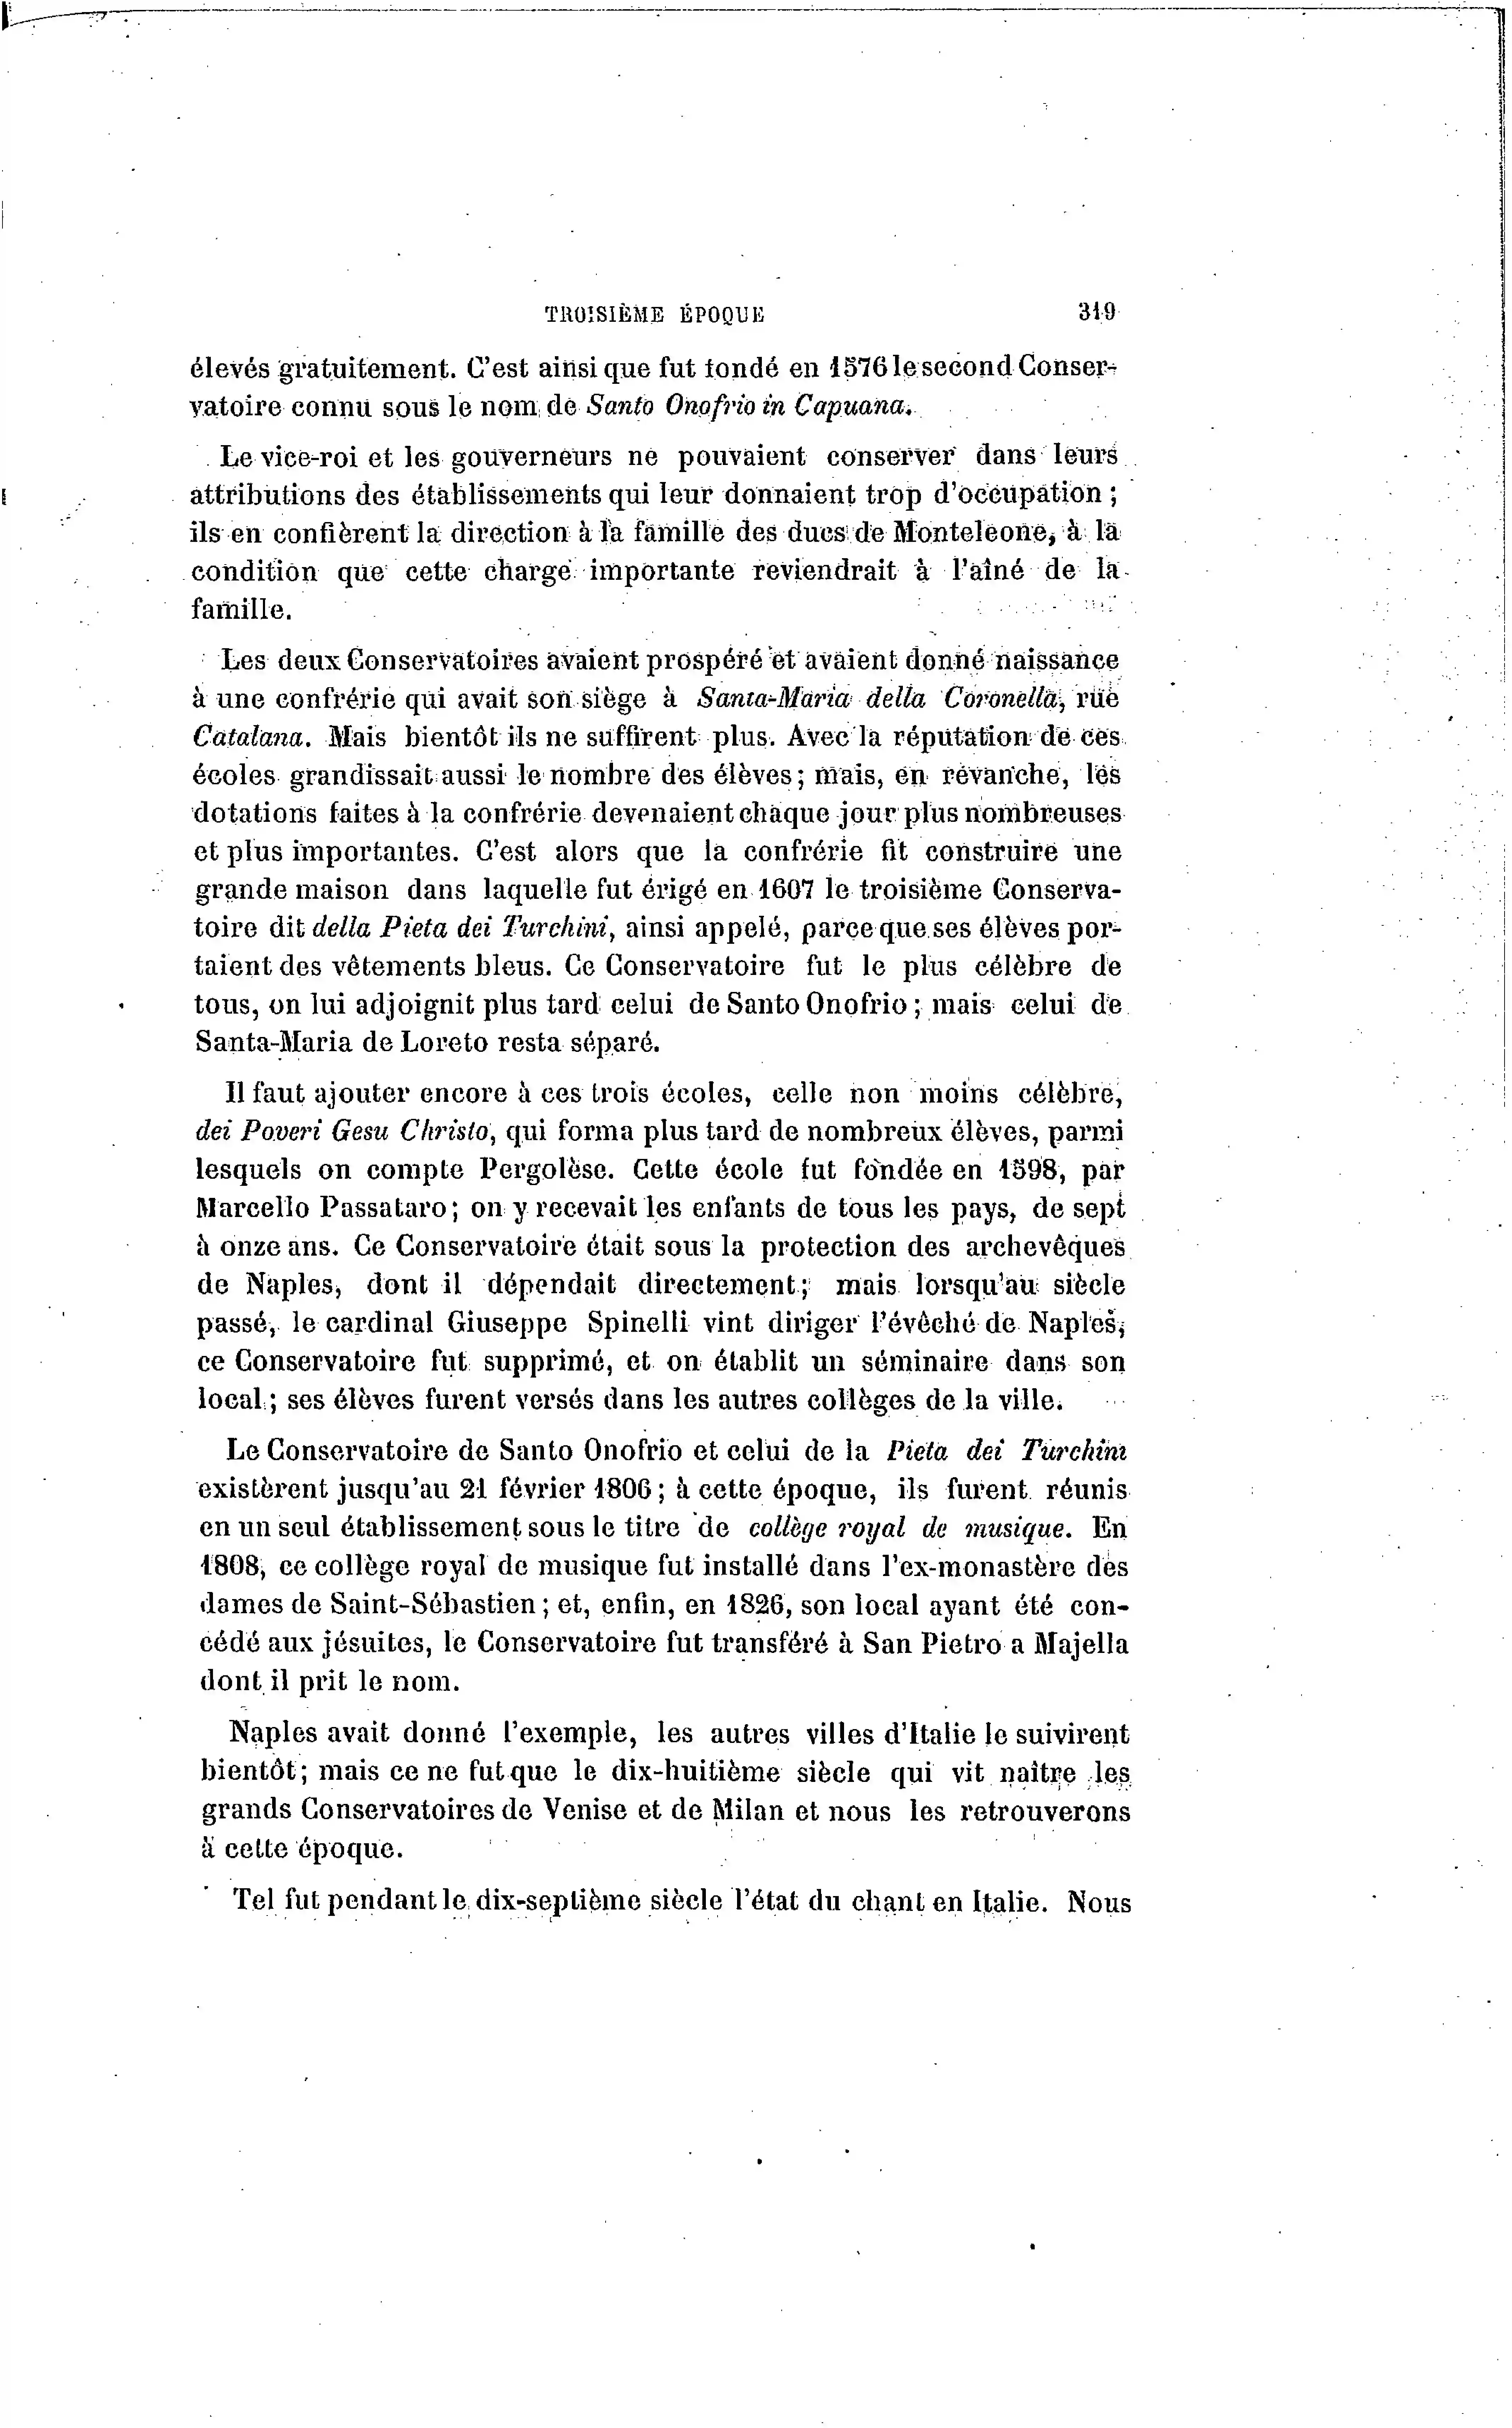 TROISIÈME ÉPOQUE 319
élevés gratuitement. C'est ainsi que fut fondé en 1576 le second Conser-
vatoire connu sous le nom de Santo Onofrio in Capuana.
Le vice-roi et les gouverneurs ne pouvaient conserver dans leurs
attributions des établissements qui leur donnaient trop d'occupation ;
ils en confièrent la direction à la famille des ducs de Monteleone, à la
condition que cette charge importante reviendrait à l'aîné de la
famille.
Les deux Conservatoires avaient prospéré et avaient donné naissance
à une confrérie qui avait son siège à Santa-Maria della Coronella, rue
Catalana. Mais bientôt ils ne suffirent plus. Avec la réputation de ces
écoles grandissait aussi le nombre des élèves ; mais, en revanche, les
dotations faites à la confrérie devenaient chaque jour plus nombreuses
et plus importantes. C'est alors que la confrérie fit construire une
grande maison dans laquelle fut érigé en 1607 le troisième Conserva-
toire dit della Pieta dei Turchini, ainsi appelé, parce que ses élèves por-
taient des vêtements bleus. Ce Conservatoire fut le plus célèbre de
tous, on lui adjoignit plus tard celui de Santo Onofrio ; mais celui de
Santa-Maria de Loreto resta séparé.
Il faut ajouter encore à ces trois écoles, celle non moins célèbre,
dei Poveri Gesu Christo, qui forma plus tard de nombreux élèves, parmi
lesquels on compte Pergolèse. Cette école fut fondée en 1598, par
Marcello Passataro ; on y recevait les enfants de tous les pays, de sept
à onze ans. Ce Conservatoire était sous la protection des archevêques
de Naples, dont il dépendait directement ; mais lorsqu'au siècle
passé, le cardinal Giuseppe Spinelli vint diriger l'évêché de Naples,
ce Conservatoire fut supprimé, et on établit un séminaire dans son
local ; ses élèves furent versés dans les autres collèges de la ville.
Le Conservatoire de Santo Onofrio et celui de la Pieta dei Turchini
existèrent jusqu'au 21 février 1806 ; à cette époque, ils furent réunis
en un seul établissement sous le titre de collège royal de musique. En
1808, ce collège royal de musique fut installé dans l'ex-monastère des
dames de Saint-Sébastien ; et, enfin, en 1826, son local ayant été con-
cédé aux jésuites, le Conservatoire fut transféré à San Pietro a Majella
dont il prit le nom.
Naples avait donné l'exemple, les autres villes d'Italie le suivirent
bientôt ; mais ce ne fut que le dix-huitième siècle qui vit naître les
grands Conservatoires de Venise et de Milan et nous les retrouverons
à cette époque.
Tel fut pendant le dix-septième siècle l'état du chant en Italie. Nous